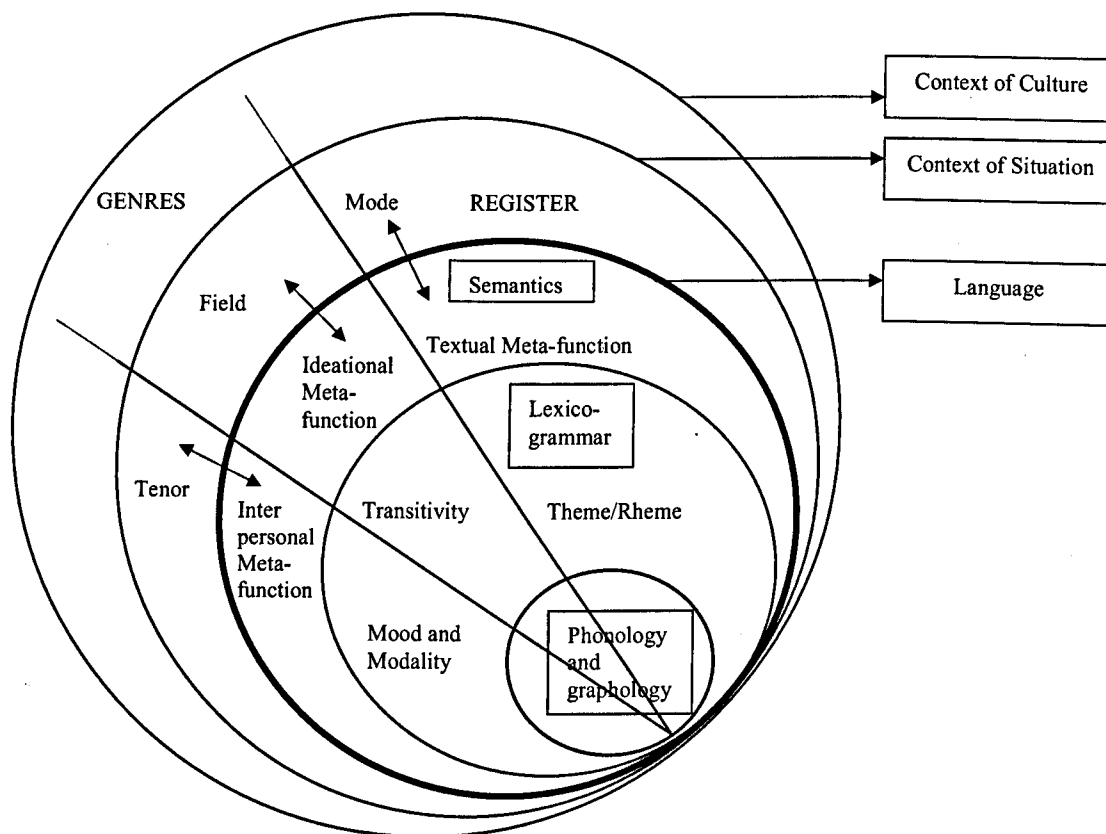 Context of Culture
Context of Situation
GENRES
Mode
REGISTER
Semantics
Language
Field
Textual Meta-function
Ideational
Meta-
function
Lexico-
grammar
Tenor
Inter
personal
Meta-
function
Transitivity
Theme/Rheme
Mood and
Modality
Phonology
and
graphology